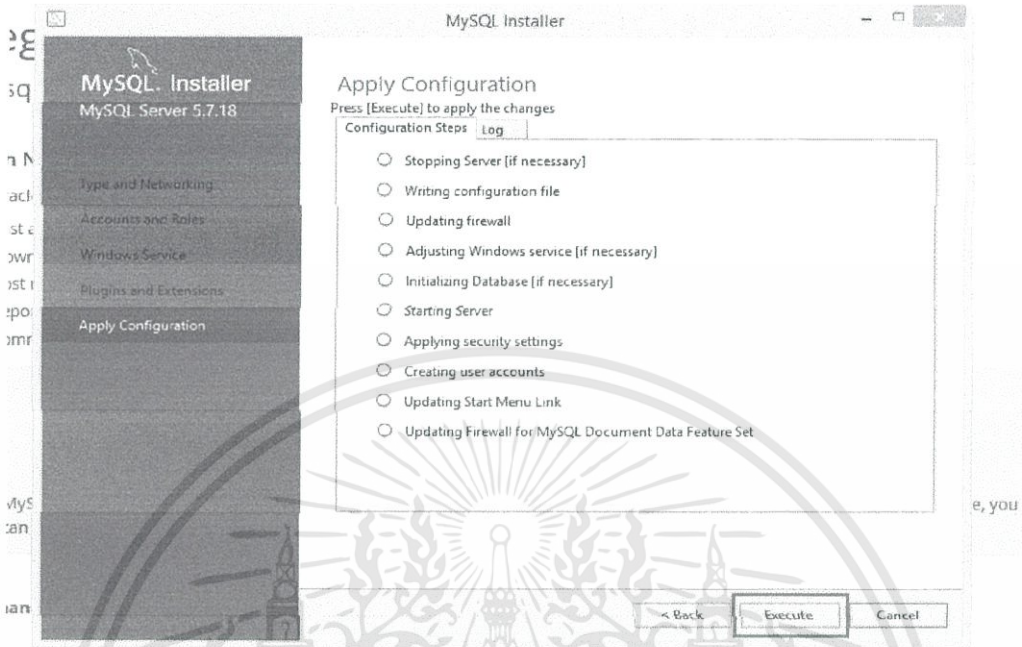 MySQL Installer
MySQL. Installer
MySQL Server 5.7.18
Type and Networking
Accounts and Roles
Windows Service
Plugins and Extensions
Apply Configuration
Apply Configuration
Press [Execute] to apply the changes
Configuration Steps Log
Stopping Server [if necessary]
Writing configuration file
Updating firewall
Adjusting Windows service [if necessary]
Initializing Database [if necessary]
Starting Server
Applying security settings
Creating user accounts
Updating Start Menu Link
Updating Firewall for MySQL Document Data Feature Set
e, you
< Back Execute Cancel